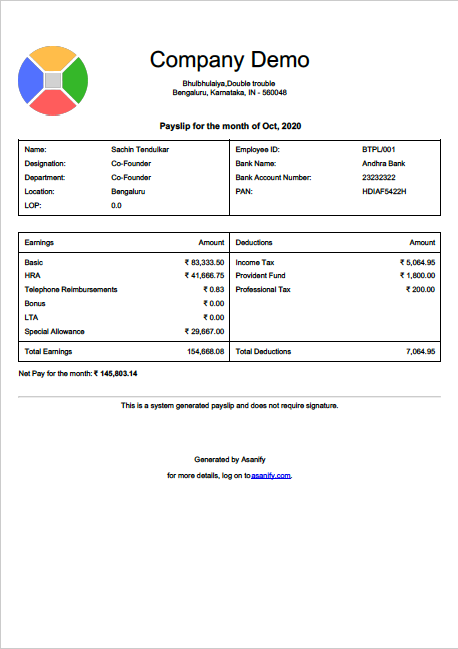 Company Demo
Bhulbhulaiya,Double trouble
Bengaluru, Karnataka, IN - 560048
Payslip for the month of Oct, 2020
Name: Sachin Tendulkar Employee ID: BTPL/001
Designation: Co-Founder Bank Name: Andhra Bank
Department: Co-Founder Bank Account Number: 23232322
Location: Bengaluru PAN: HDIAF5422H
LOP: 0.0
Earnings Amount Deductions Amount
Basic ₹ 83,333.50 Income Tax ₹ 5,064.95
HRA ₹ 41,666.75 Provident Fund ₹ 1,800.00
Telephone Reimbursements ₹ 0.83 Professional Tax ₹ 200.00
Bonus ₹ 0.00
LTA ₹ 0.00
Special Allowance ₹ 29,667.00
Total Earnings 154,668.08 Total Deductions 7,064.95
Net Pay for the month: ₹ 145,803.14
This is a system generated payslip and does not require signature.
Generated by Asanify
for more details, log on to asanify.com.